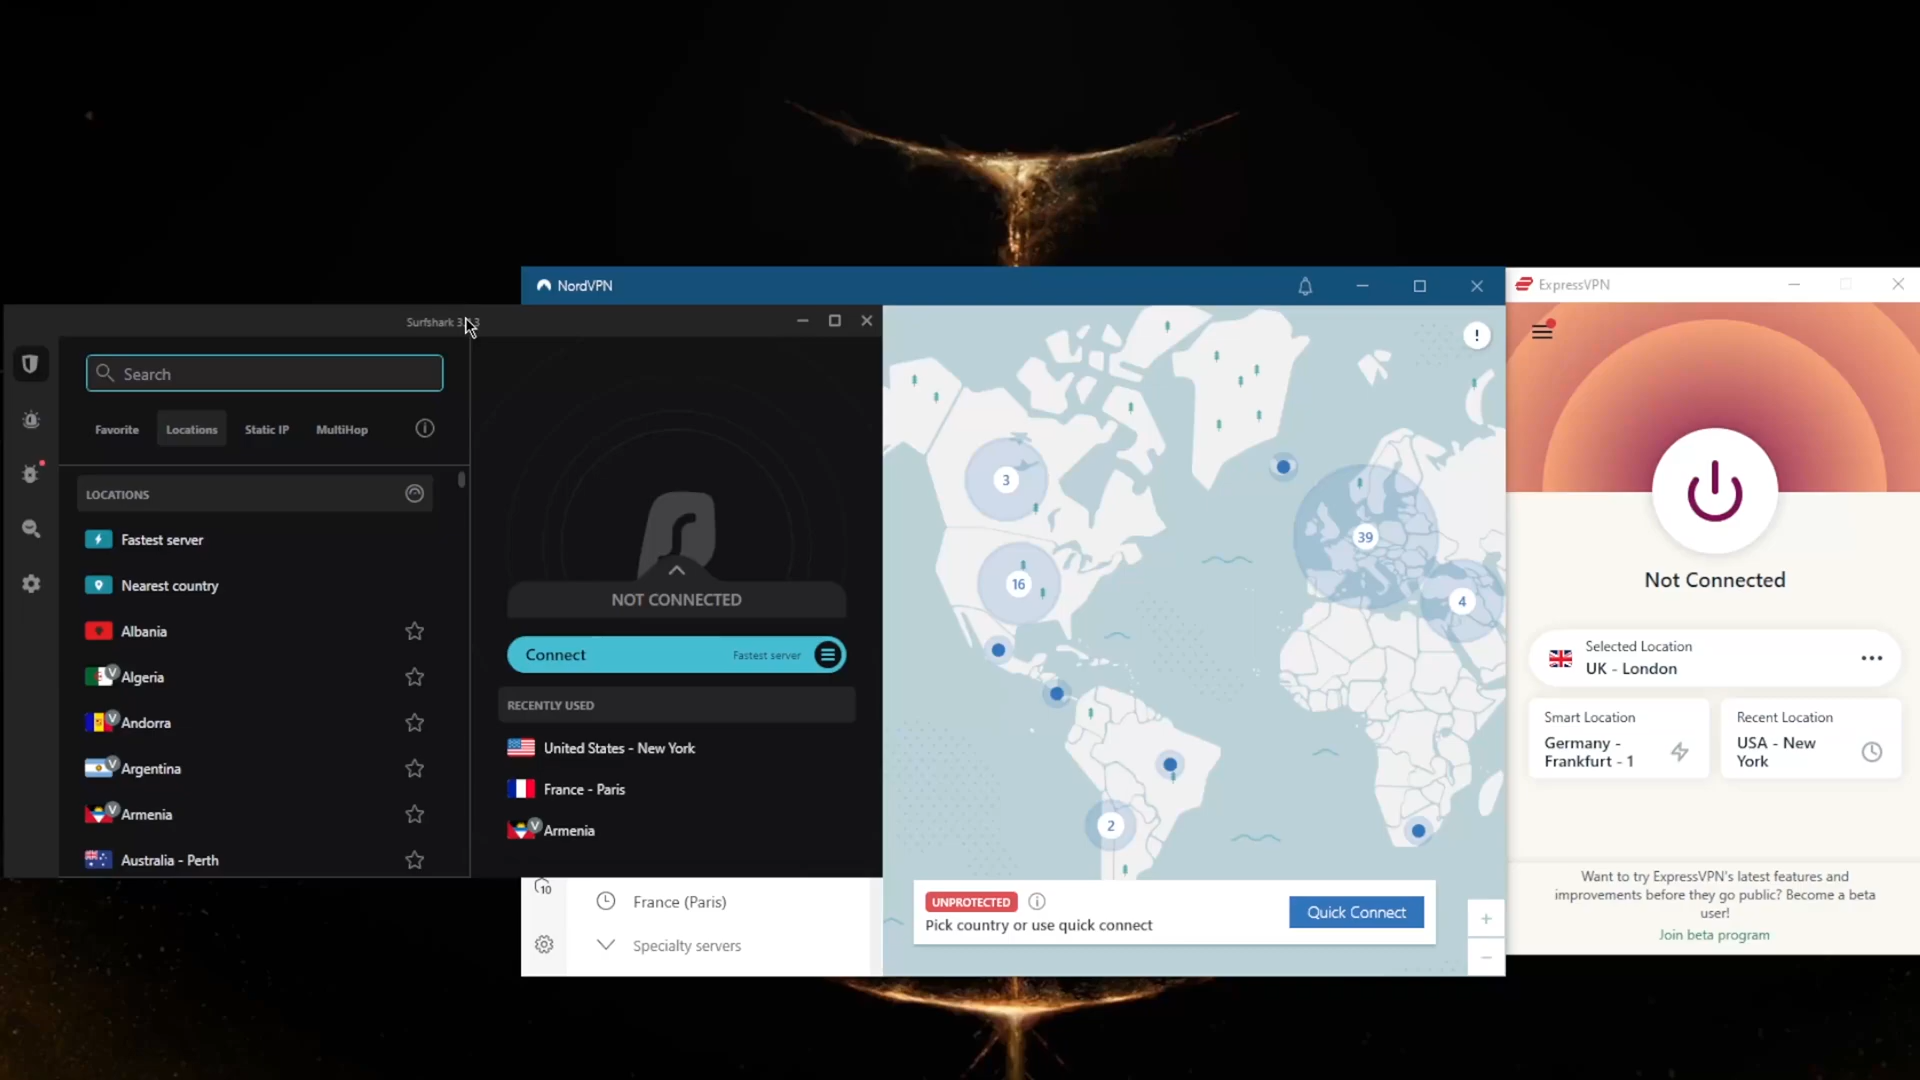 NordVPN
ExpressVPN
Surfshark
Search
Favorite
Locations
Static IP
MultiHop
LOCATIONS
Fastest server
Nearest country
Albania
V Algeria
V Andorra
V Argentina
V Armenia
Australia - Perth
NOT CONNECTED
Connect
Fastest server
RECENTLY USED
United States - New York
France - Paris
V Armenia
10
France (Paris)
Specialty servers
!
3
16
39
4
2
UNPROTECTED
Pick country or use quick connect
Quick Connect
+
−
Not Connected
Selected Location
UK - London
Smart Location
Germany -
Frankfurt - 1
Recent Location
USA - New
York
Want to try ExpressVPN's latest features and
improvements before they go public? Become a beta
user!
Join beta program